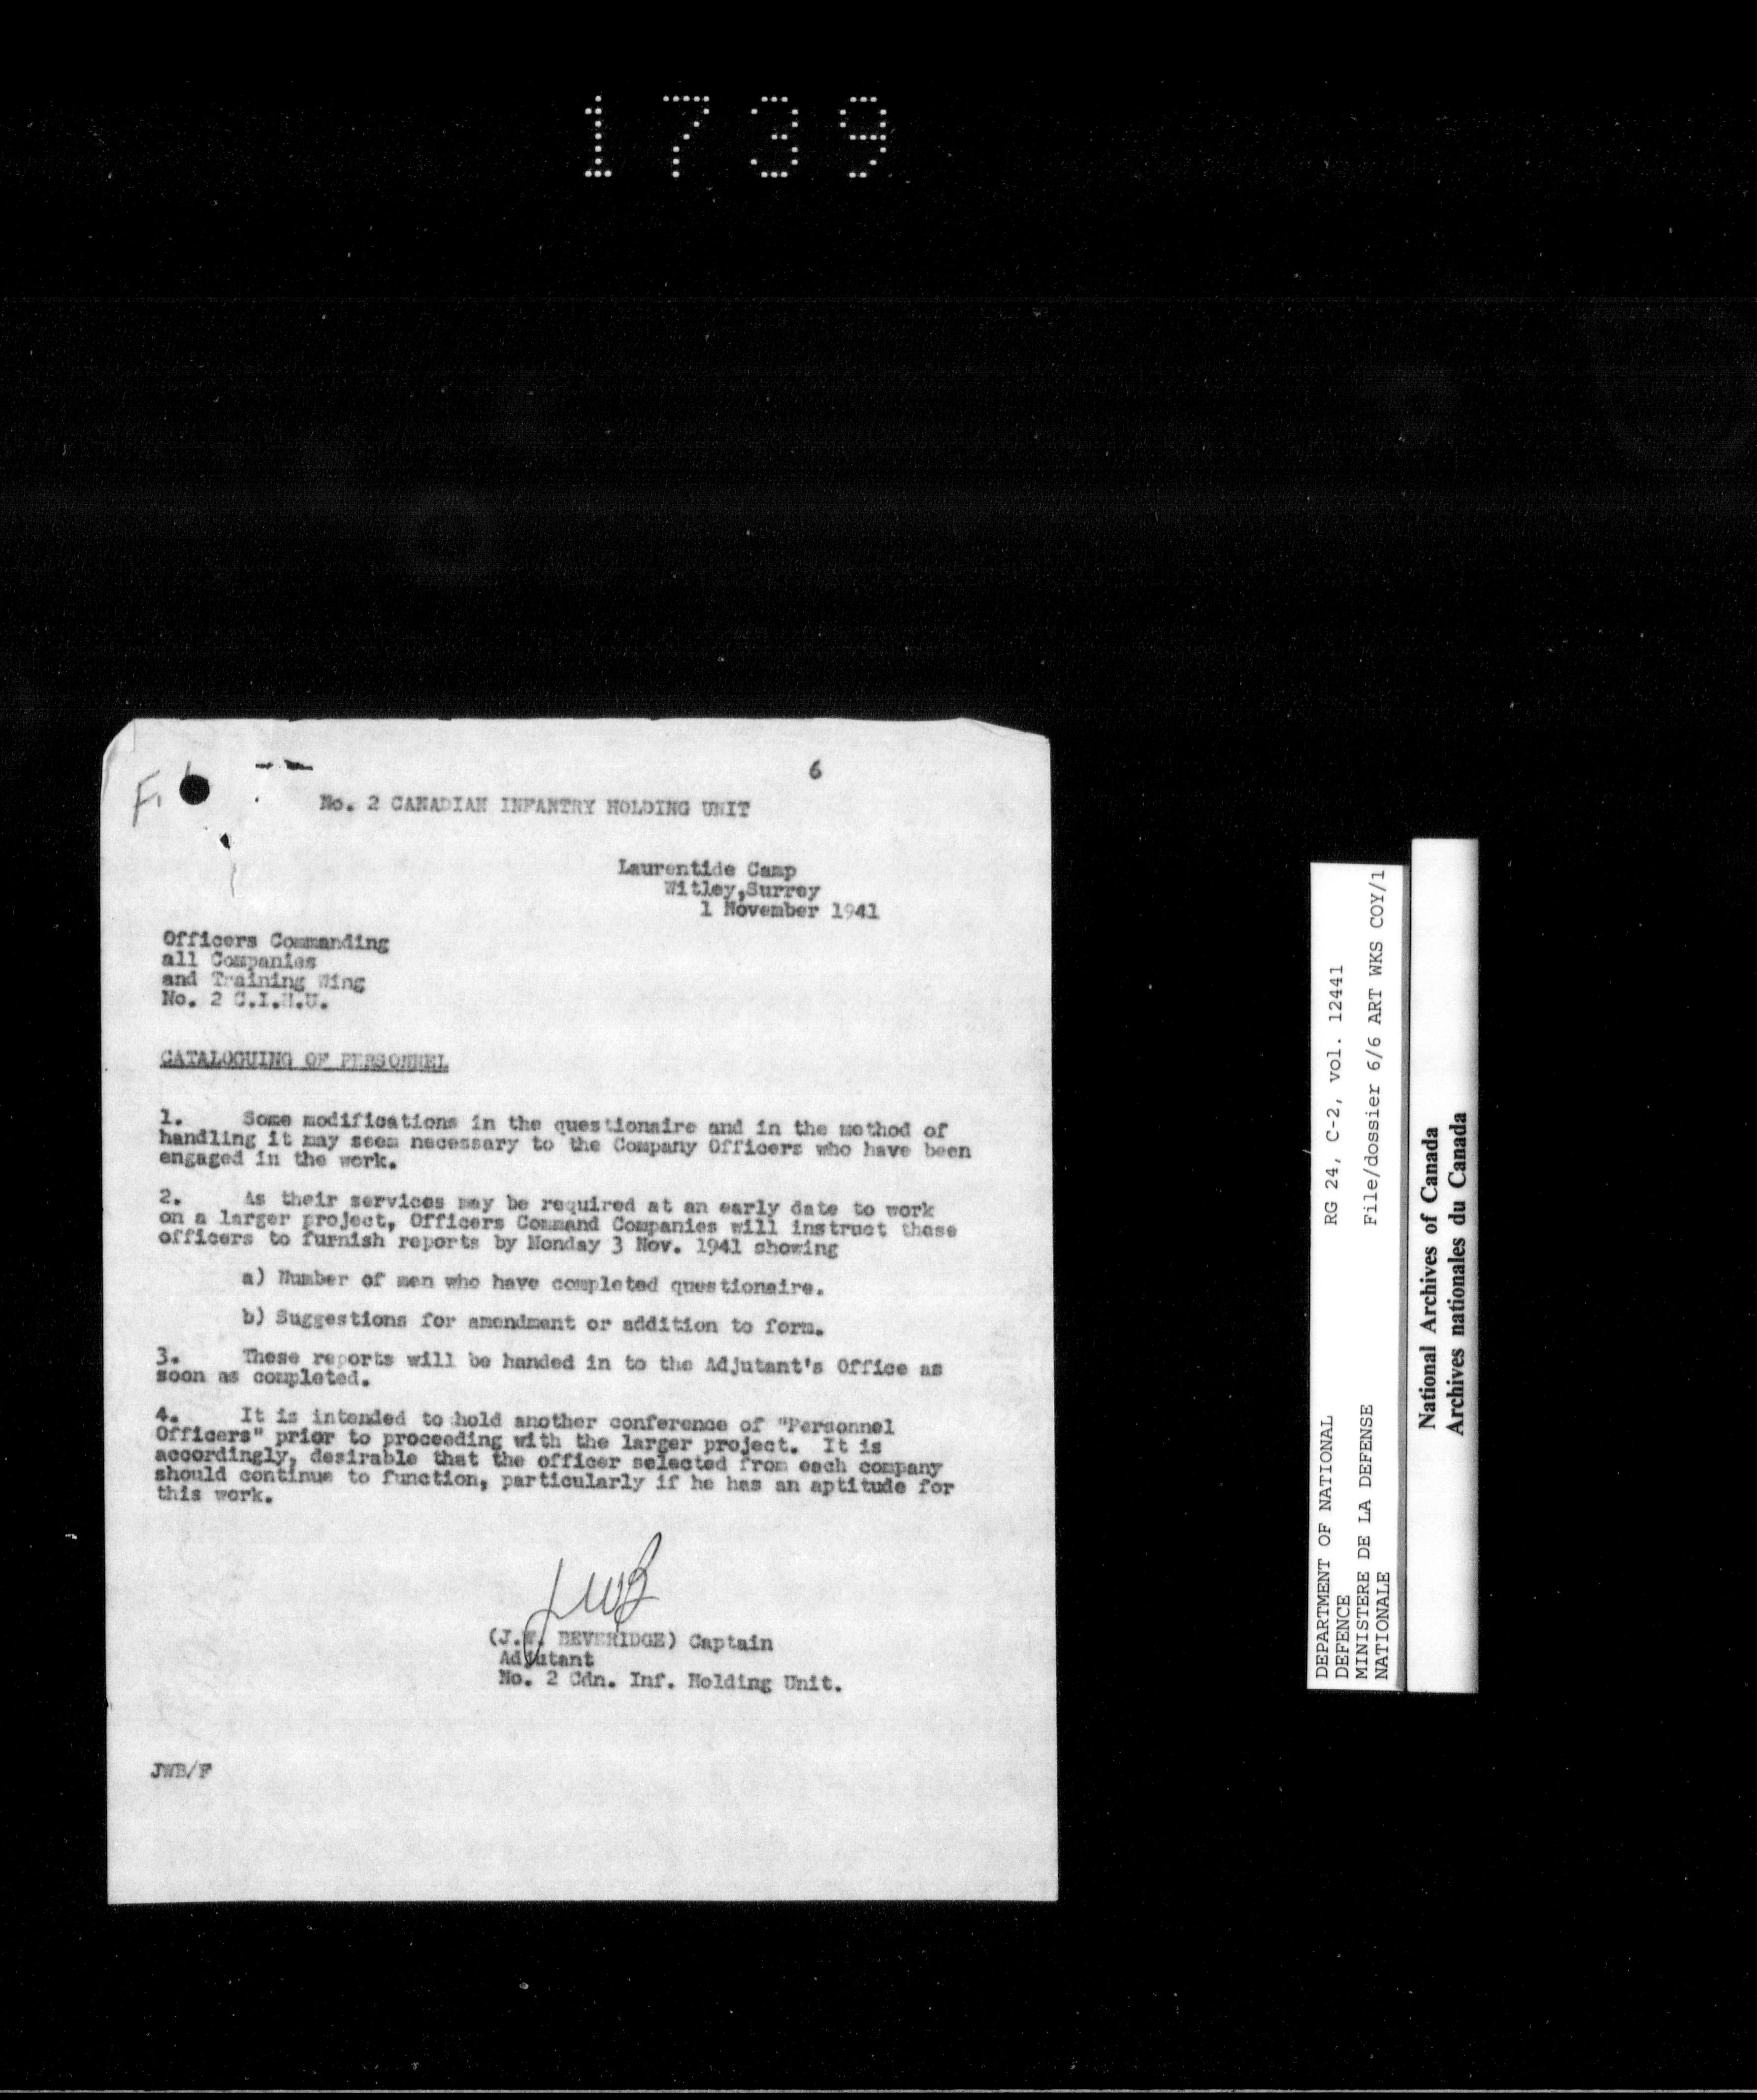 1739
6
F.
No. 2 CANADIAN INFANTRY HOLDING UNIT
Laurentide Camp
Witley,Surrey
1 November 1941
Officers Commanding
all Companies
and Training Wing
No. 2 C.I.H.U.
CATALOGUING OF PERSONNEL
1. Some modifications in the questionaire and in the method of
handling it may seem necessary to the Company Officers who have been
engaged in the work.
2. As their services may be required at an early date to work
on a larger project, Officers Command Companies will instruct these
officers to furnish reports by Monday 3 Nov. 1941 showing
a) Number of men who have completed questionaire.
b) Suggestions for amendment or addition to form.
3. These reports will be handed in to the Adjutant's Office as
soon as completed.
4. It is intended to hold another conference of "Personnel
Officers" prior to proceeding with the larger project. It is
accordingly, desirable that the officer selected from each company
should continue to function, particularly if he has an aptitude for
this work.
JWB
(J.W. BEVERIDGE) Captain
Adjutant
No. 2 Cdn. Inf. Holding Unit.
JWB/F
DEPARTMENT OF NATIONAL RG 24, C-2, vol. 12441
DEFENCE
MINISTERE DE LA DEFENSE File/dossier 6/6 ART WKS COY/1
NATIONALE
National Archives of Canada
Archives nationales du Canada